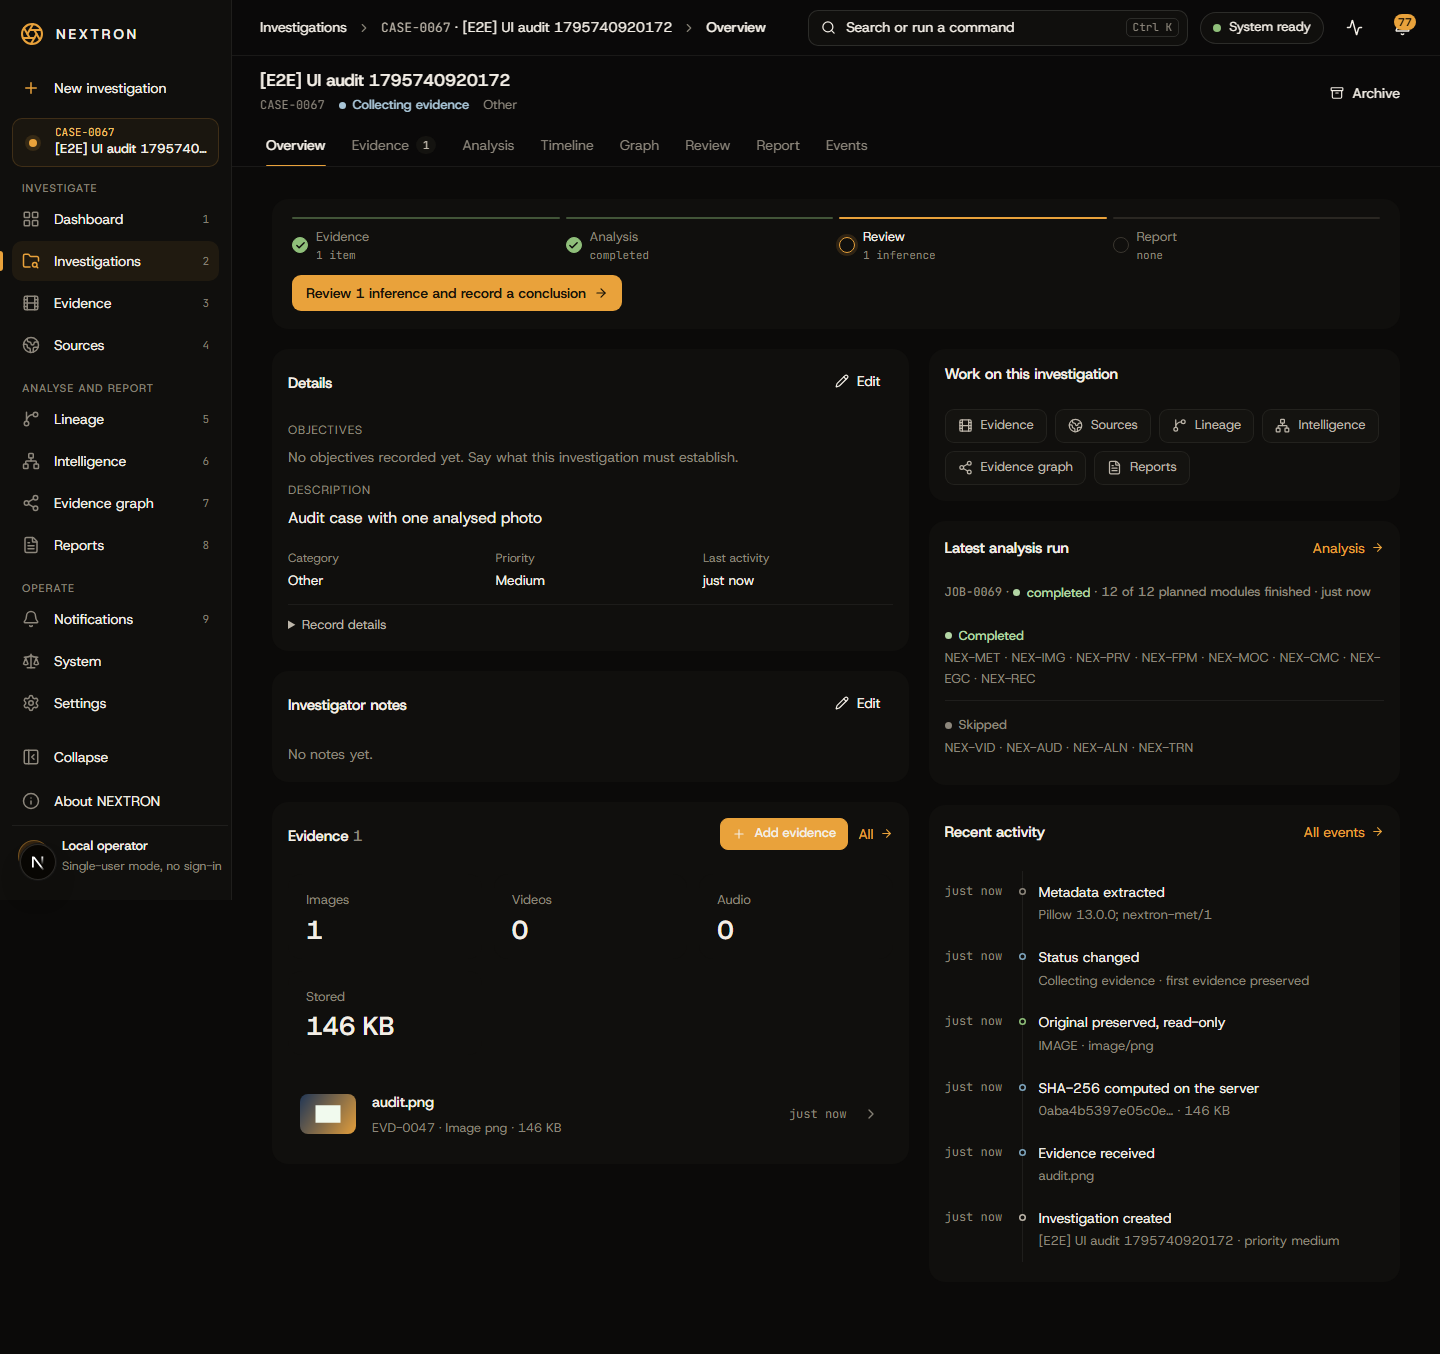 NEXTRON
New investigation
CASE-0067
[E2E] UI audit 1795740...
INVESTIGATE
Dashboard 1
Investigations 2
Evidence 3
Sources 4
ANALYSE AND REPORT
Lineage 5
Intelligence 6
Evidence graph 7
Reports 8
OPERATE
Notifications 9
System
Settings
Collapse
About NEXTRON
Local operator
N
Single-user mode, no sign-in
Investigations > CASE-0067 · [E2E] UI audit 1795740920172 > Overview
Search or run a command Ctrl K
System ready
77
[E2E] UI audit 1795740920172
CASE-0067 Collecting evidence Other
Archive
Overview Evidence 1 Analysis Timeline Graph Review Report Events
Evidence
1 item
Analysis
completed
Review
1 inference
Report
none
Review 1 inference and record a conclusion →
Details
Edit
OBJECTIVES
No objectives recorded yet. Say what this investigation must establish.
DESCRIPTION
Audit case with one analysed photo
Category Priority Last activity
Other Medium just now
Record details
Investigator notes
Edit
No notes yet.
Evidence 1
+ Add evidence
All →
Images Videos Audio
1 0 0
Stored
146 KB
audit.png
EVD-0047 · Image png · 146 KB
just now
Work on this investigation
Evidence Sources Lineage Intelligence
Evidence graph Reports
Latest analysis run
Analysis →
JOB-0069 · completed · 12 of 12 planned modules finished · just now
Completed
NEX-MET · NEX-IMG · NEX-PRV · NEX-FPM · NEX-MOC · NEX-CMC · NEX-
EGC · NEX-REC
Skipped
NEX-VID · NEX-AUD · NEX-ALN · NEX-TRN
Recent activity
All events →
just now Metadata extracted
Pillow 13.0.0; nextron-met/1
just now Status changed
Collecting evidence · first evidence preserved
just now Original preserved, read-only
IMAGE · image/png
just now SHA-256 computed on the server
0aba4b5397e05c0e… · 146 KB
just now Evidence received
audit.png
just now Investigation created
[E2E] UI audit 1795740920172 · priority medium